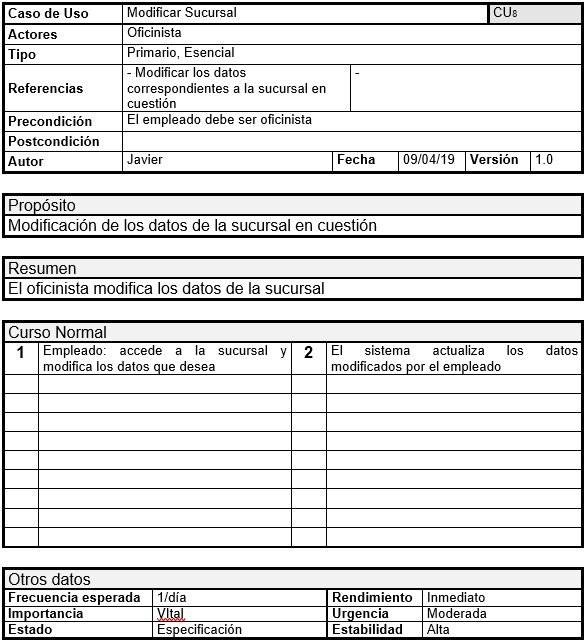 Caso de Uso Modificar Sucursal CU8
Actores Oficinista
Tipo Primario, Esencial
Referencias - Modificar los datos correspondientes a la sucursal en cuestión -
Precondición El empleado debe ser oficinista
Postcondición
Autor Javier Fecha 09/04/19 Versión 1.0
Propósito
Modificación de los datos de la sucursal en cuestión
Resumen
El oficinista modifica los datos de la sucursal
Curso Normal
1 Empleado: accede a la sucursal y modifica los datos que desea 2 El sistema actualiza los datos modificados por el empleado
Otros datos
Frecuencia esperada 1/día Rendimiento Inmediato
Importancia VItal Urgencia Moderada
Estado Especificación Estabilidad Alta